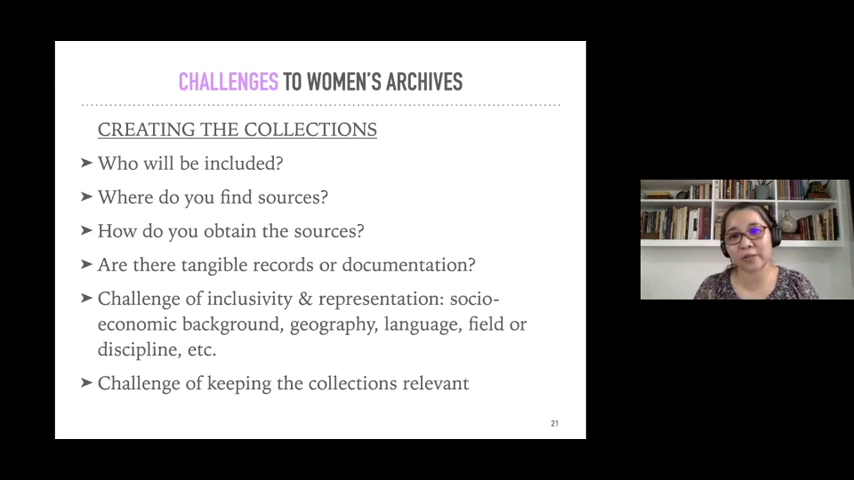 CHALLENGES TO WOMEN'S ARCHIVES
CREATING THE COLLECTIONS
➤ Who will be included?
➤ Where do you find sources?
➤ How do you obtain the sources?
➤ Are there tangible records or documentation?
➤ Challenge of inclusivity & representation: socio-
economic background, geography, language, field or
discipline, etc.
➤ Challenge of keeping the collections relevant
21